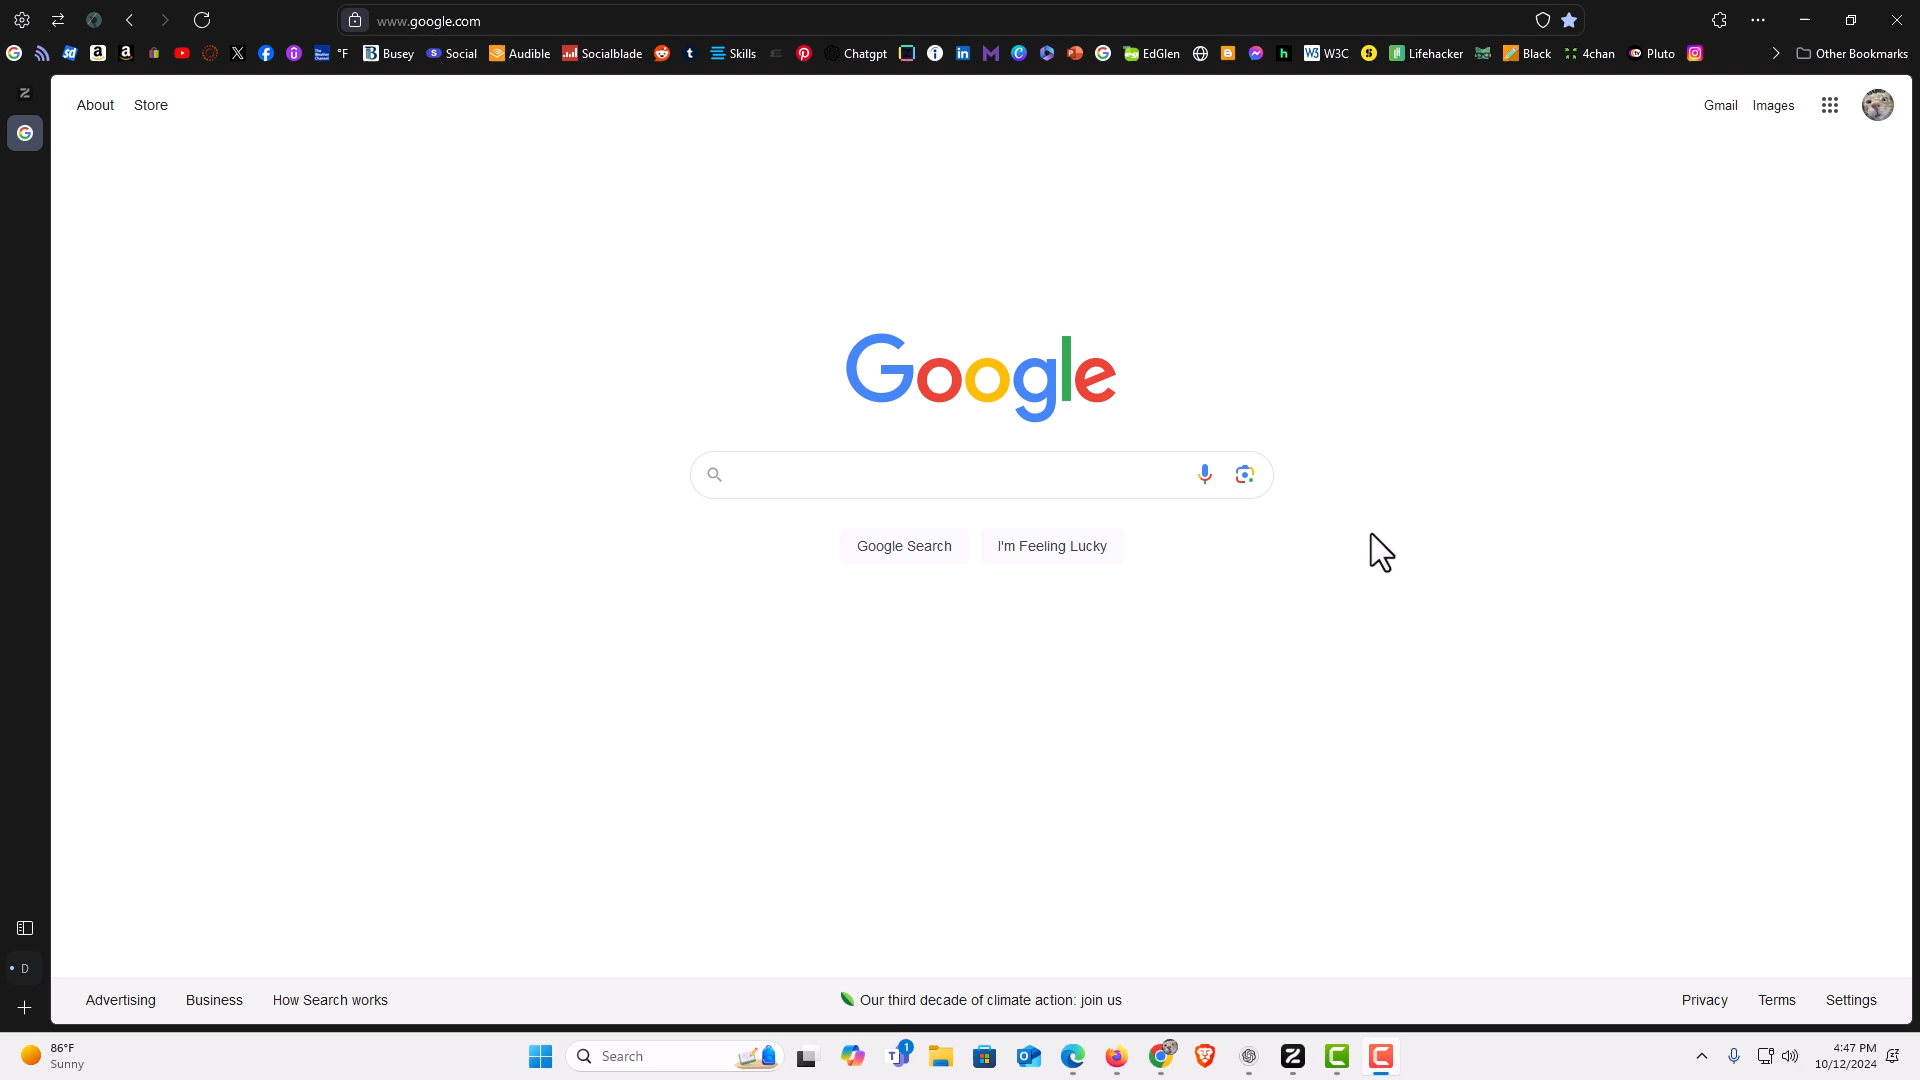 www.google.com
°F Busey Social Audible Socialblade Skills Chatgpt EdGlen W3C Lifehacker Black 4chan Pluto Other Bookmarks
About Store
Gmail Images
Google
Google Search I'm Feeling Lucky
D
Advertising Business How Search works
Our third decade of climate action: join us
Privacy Terms Settings
86°F
Sunny
Search
1
4:47 PM
10/12/2024